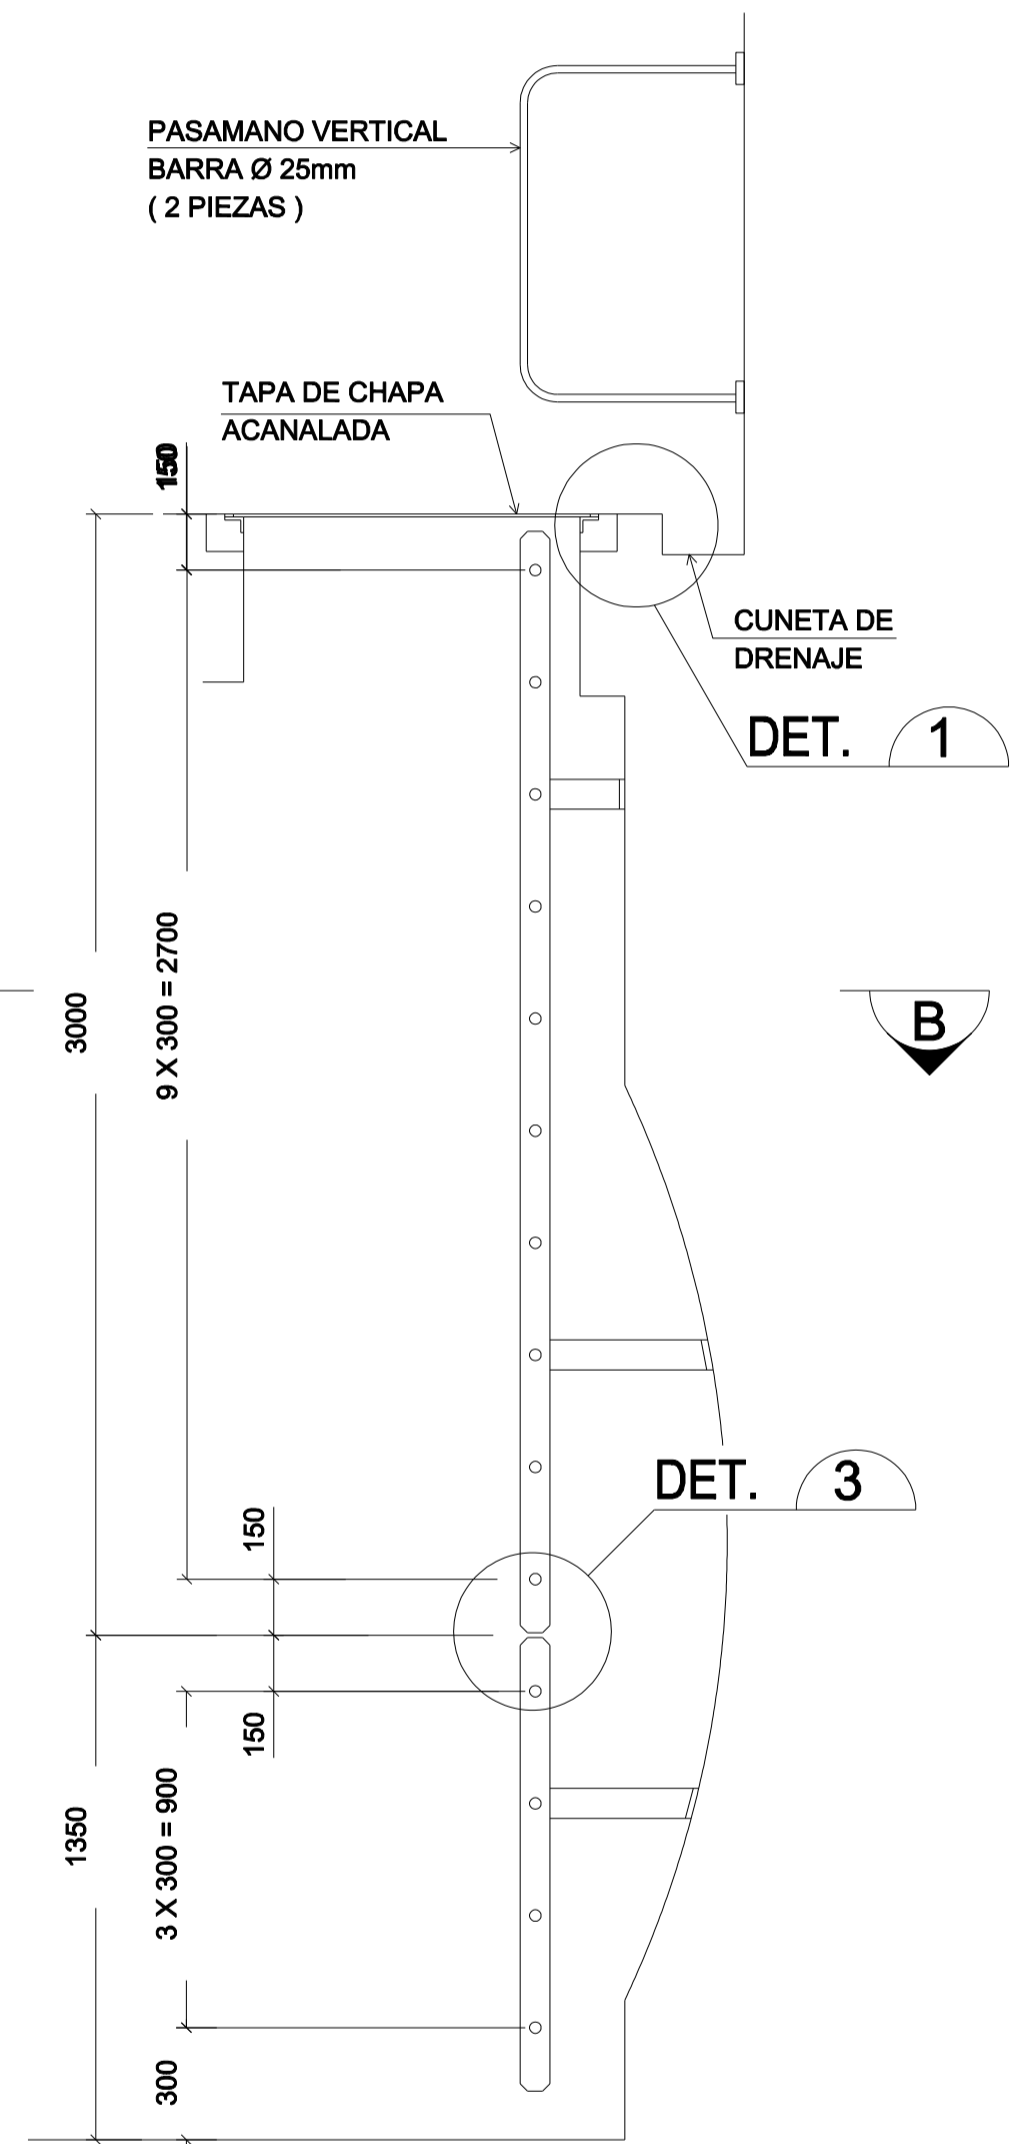 PASAMANO VERTICAL
BARRA Ø 25mm
( 2 PIEZAS )
TAPA DE CHAPA
ACANALADA
150
CUNETA DE
DRENAJE
DET. 1
9 X 300 = 2700
3000
B
DET. 3
150
150
3 X 300 = 900
1350
300